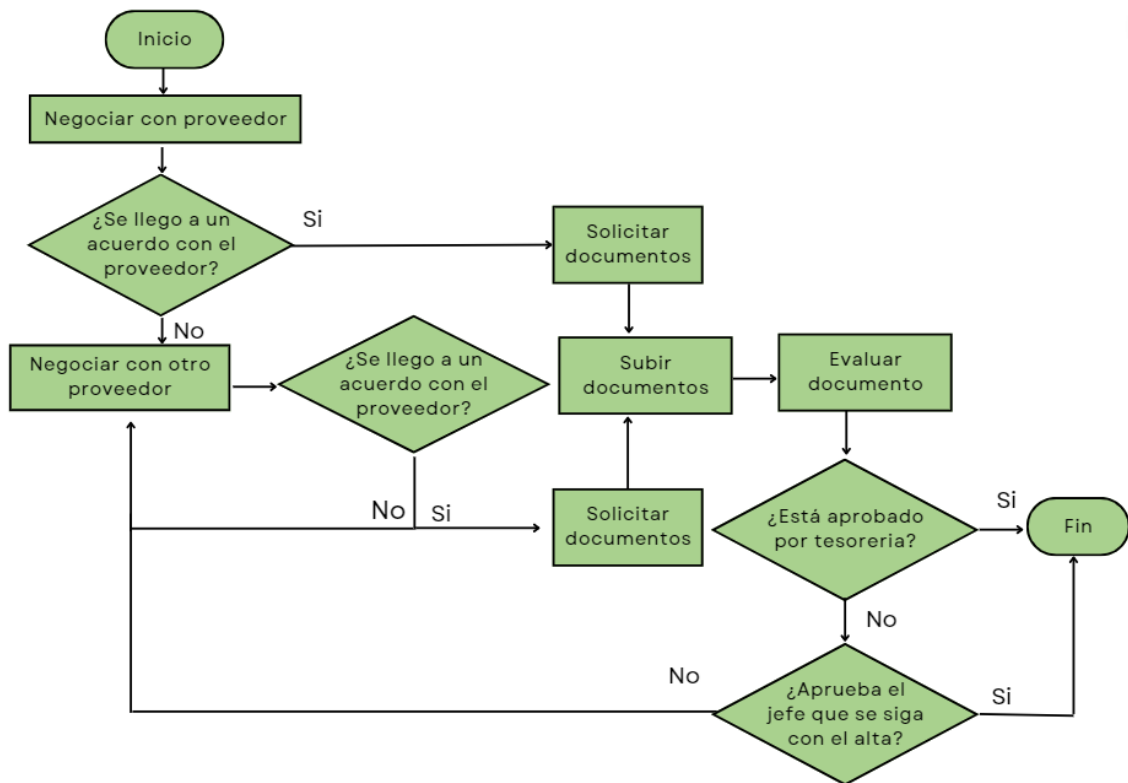 Inicio
Negociar con proveedor
¿Se llego a un
acuerdo con el
proveedor?
Si
Solicitar
documentos
No
Negociar con otro
proveedor
¿Se llego a un
acuerdo con el
proveedor?
Subir
documentos
Evaluar
documento
No
Si
Solicitar
documentos
¿Está aprobado
por tesoreria?
Si
Fin
No
¿Aprueba el
jefe que se siga
con el alta?
No
Si